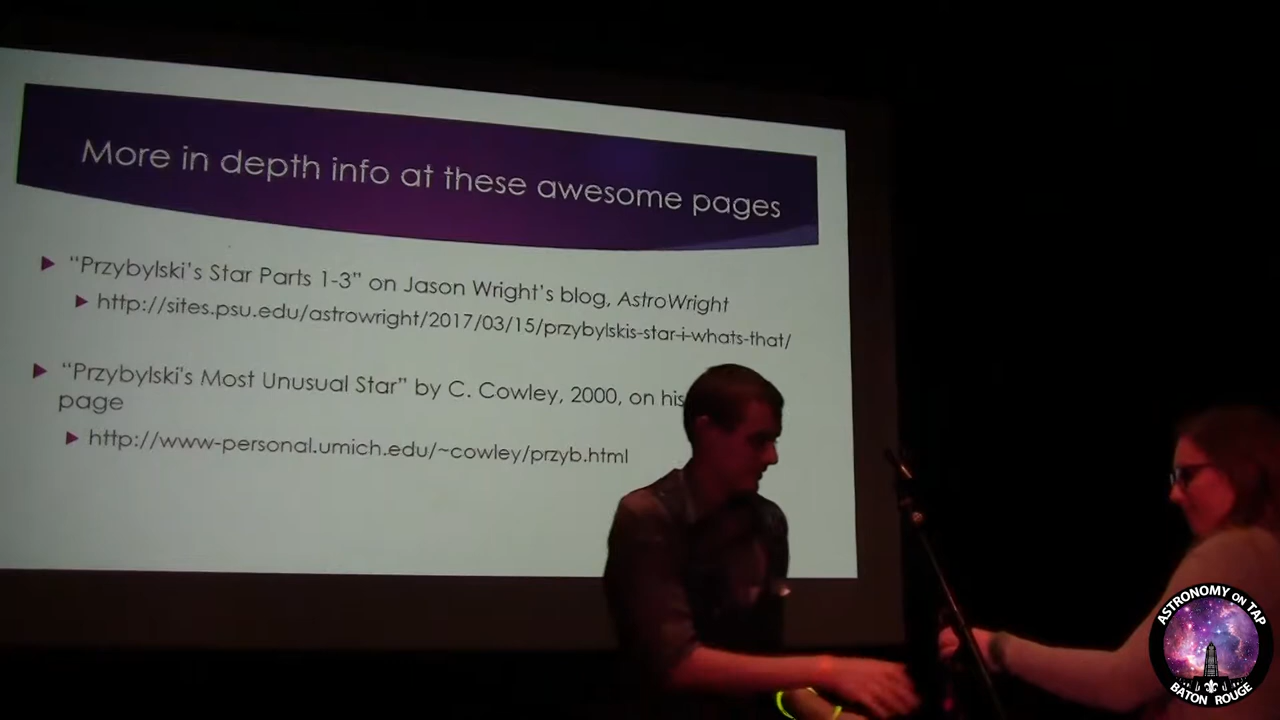 More in depth info at these awesome pages
“Przybylski’s Star Parts 1-3” on Jason Wright’s blog, AstroWright
http://sites.psu.edu/astrowright/2017/03/15/przybylskis-star-i-whats-that/
“Przybylski's Most Unusual Star” by C. Cowley, 2000, on his
page
http://www-personal.umich.edu/~cowley/przyb.html
ASTRONOMY ON TAP
BATON ROUGE